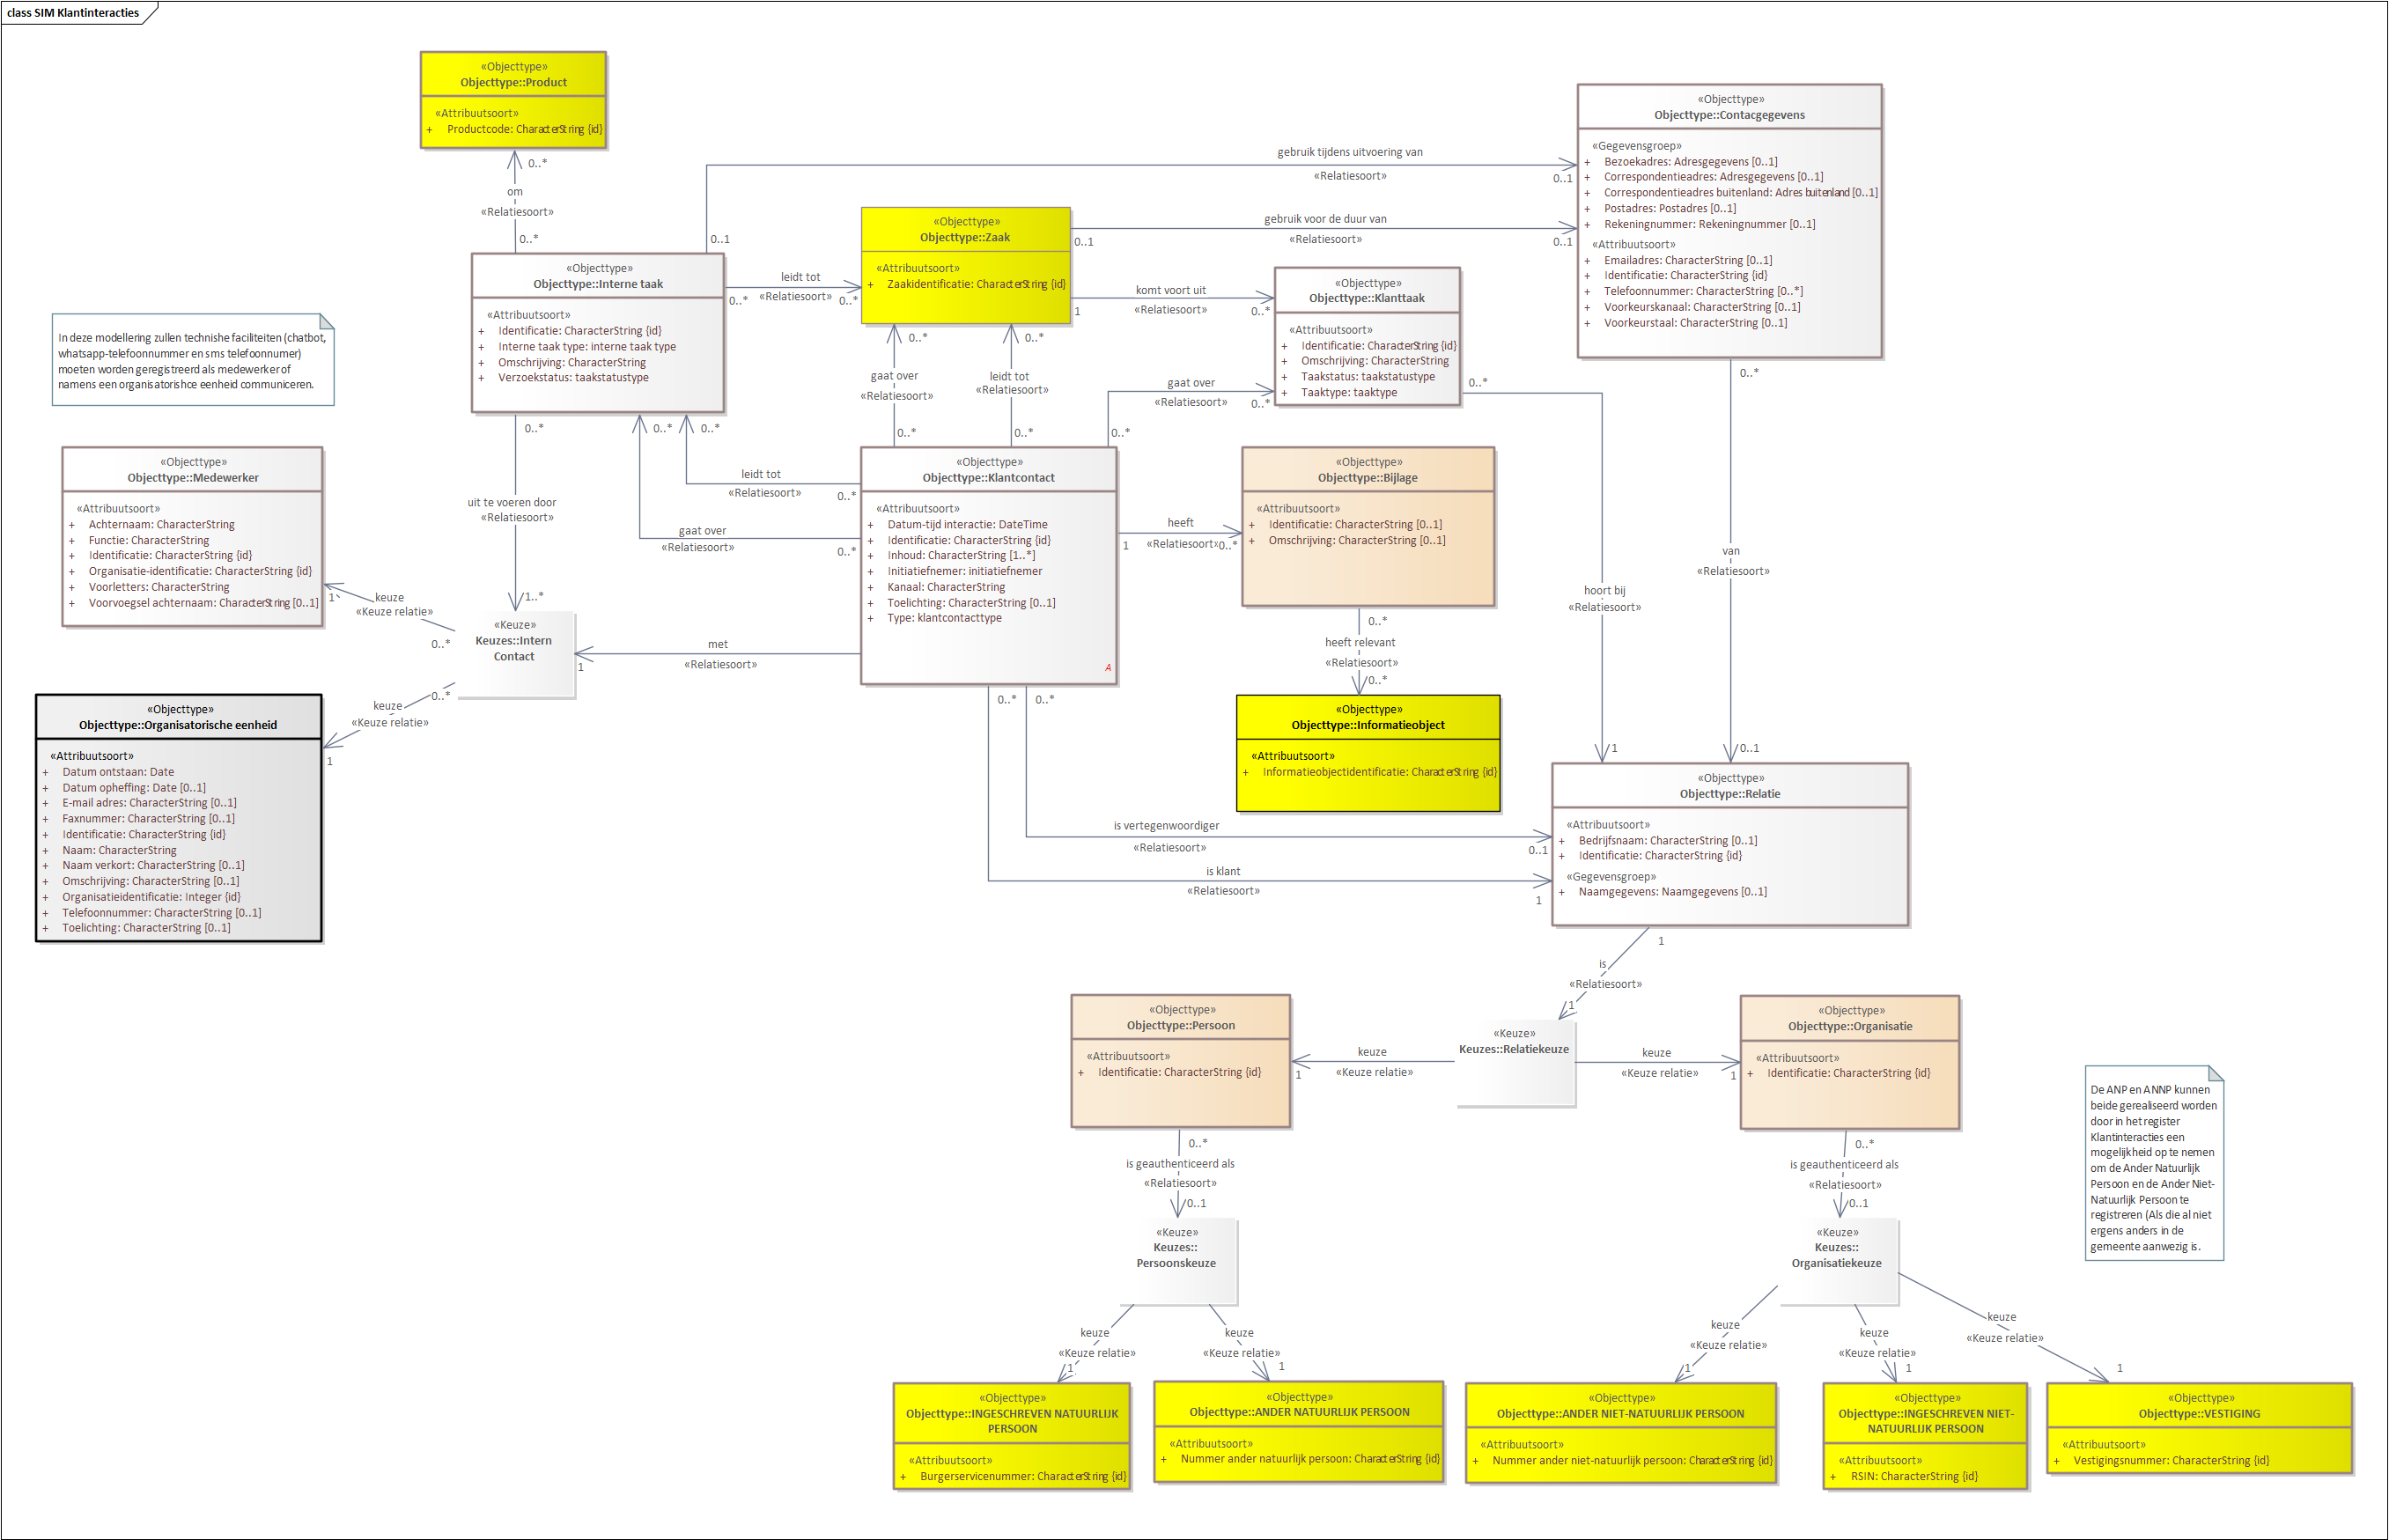 class SIM Klantinteracties
«Objecttype»
Objecttype::Product
«Attribuutsoort»
+ Productcode: CharacterString {id}
0..*
om
«Relatiesoort»
0..*
«Objecttype»
Objecttype::Contacgegevens
«Gegevensgroep»
+ Bezoekadres: Adresgegevens [0..1]
+ Correspondentieadres: Adresgegevens [0..1]
+ Correspondentieadres buitenland: Adres buitenland [0..1]
+ Postadres: Postadres [0..1]
+ Rekeningnummer: Rekeningnummer [0..1]
«Attribuutsoort»
+ Emailadres: CharacterString [0..1]
+ Identificatie: CharacterString {id}
+ Telefoonnummer: CharacterString [0..*]
+ Voorkeurskanaal: CharacterString [0..1]
+ Voorkeurstaal: CharacterString [0..1]
gebruik tijdens uitvoering van
«Relatiesoort»
0..1
0..1
«Objecttype»
Objecttype::Zaak
«Attribuutsoort»
+ Zaakidentificatie: CharacterString {id}
gebruik voor de duur van
«Relatiesoort»
0..1
0..1
«Objecttype»
Objecttype::Interne taak
«Attribuutsoort»
+ Identificatie: CharacterString {id}
+ Interne taak type: interne taak type
+ Omschrijving: CharacterString
+ Verzoekstatus: taakstatustype
leidt tot
«Relatiesoort»
0..*
0..*
komt voort uit
«Relatiesoort»
1
0..*
«Objecttype»
Objecttype::Klanttaak
«Attribuutsoort»
+ Identificatie: CharacterString {id}
+ Omschrijving: CharacterString
+ Taakstatus: taakstatustype
+ Taaktype: taaktype
In deze modellering zullen technishe faciliteiten (chatbot,
whatsapp-telefoonnummer en sms telefoonnumer)
moeten worden geregistreerd als medewerker of
namens een organisatorishce eenheid communiceren.
0..*
gaat over
«Relatiesoort»
0..*
0..*
leidt tot
«Relatiesoort»
0..*
gaat over
«Relatiesoort»
0..*
0..*
0..*
hoort bij
«Relatiesoort»
1
0..*
van
«Relatiesoort»
0..1
«Objecttype»
Objecttype::Medewerker
«Attribuutsoort»
+ Achternaam: CharacterString
+ Functie: CharacterString
+ Identificatie: CharacterString {id}
+ Organisatie-identificatie: CharacterString {id}
+ Voorletters: CharacterString
+ Voorvoegsel achternaam: CharacterString [0..1]
0..*
uit te voeren door
«Relatiesoort»
1..*
0..*
0..*
leidt tot
«Relatiesoort»
0..*
gaat over
«Relatiesoort»
0..*
«Objecttype»
Objecttype::Klantcontact
«Attribuutsoort»
+ Datum-tijd interactie: DateTime
+ Identificatie: CharacterString {id}
+ Inhoud: CharacterString [1..*]
+ Initiatiefnemer: initiatiefnemer
+ Kanaal: CharacterString
+ Toelichting: CharacterString [0..1]
+ Type: klantcontacttype
A
heeft
«Relatiesoort»
1
0..*
«Objecttype»
Objecttype::Bijlage
«Attribuutsoort»
+ Identificatie: CharacterString [0..1]
+ Omschrijving: CharacterString [0..1]
keuze
«Keuze relatie»
1
0..*
«Keuze»
Keuzes::Intern
Contact
met
«Relatiesoort»
1
keuze
«Keuze relatie»
0..*
1
0..*
heeft relevant
«Relatiesoort»
0..*
«Objecttype»
Objecttype::Organisatorische eenheid
«Attribuutsoort»
+ Datum ontstaan: Date
+ Datum opheffing: Date [0..1]
+ E-mail adres: CharacterString [0..1]
+ Faxnummer: CharacterString [0..1]
+ Identificatie: CharacterString {id}
+ Naam: CharacterString
+ Naam verkort: CharacterString [0..1]
+ Omschrijving: CharacterString [0..1]
+ Organisatieidentificatie: Integer {id}
+ Telefoonnummer: CharacterString [0..1]
+ Toelichting: CharacterString [0..1]
«Objecttype»
Objecttype::Informatieobject
«Attribuutsoort»
+ Informatieobjectidentificatie: CharacterString {id}
0..*
0..*
is vertegenwoordiger
«Relatiesoort»
0..1
is klant
«Relatiesoort»
1
«Objecttype»
Objecttype::Relatie
«Attribuutsoort»
+ Bedrijfsnaam: CharacterString [0..1]
+ Identificatie: CharacterString {id}
«Gegevensgroep»
+ Naamgegevens: Naamgegevens [0..1]
1
is
«Relatiesoort»
1
«Objecttype»
Objecttype::Persoon
«Attribuutsoort»
+ Identificatie: CharacterString {id}
keuze
«Keuze relatie»
1
«Keuze»
Keuzes::Relatiekeuze
keuze
«Keuze relatie»
1
«Objecttype»
Objecttype::Organisatie
«Attribuutsoort»
+ Identificatie: CharacterString {id}
De ANP en ANNP kunnen
beide gerealiseerd worden
door in het register
Klantinteracties een
mogelijkheid op te nemen
om de Ander Natuurlijk
Persoon en de Ander Niet-
Natuurlijk Persoon te
registreren (Als die al niet
ergens anders in de
gemeente aanwezig is.
0..*
is geauthenticeerd als
«Relatiesoort»
0..1
0..*
is geauthenticeerd als
«Relatiesoort»
0..1
«Keuze»
Keuzes::
Persoonskeuze
«Keuze»
Keuzes::
Organisatiekeuze
keuze
«Keuze relatie»
1
keuze
«Keuze relatie»
1
keuze
«Keuze relatie»
1
keuze
«Keuze relatie»
1
keuze
«Keuze relatie»
1
«Objecttype»
Objecttype::INGESCHREVEN NATUURLIJK
PERSOON
«Attribuutsoort»
+ Burgerservicenummer: CharacterString {id}
«Objecttype»
Objecttype::ANDER NATUURLIJK PERSOON
«Attribuutsoort»
+ Nummer ander natuurlijk persoon: CharacterString {id}
«Objecttype»
Objecttype::ANDER NIET-NATUURLIJK PERSOON
«Attribuutsoort»
+ Nummer ander niet-natuurlijk persoon: CharacterString {id}
«Objecttype»
Objecttype::INGESCHREVEN NIET-
NATUURLIJK PERSOON
«Attribuutsoort»
+ RSIN: CharacterString {id}
«Objecttype»
Objecttype::VESTIGING
«Attribuutsoort»
+ Vestigingsnummer: CharacterString {id}